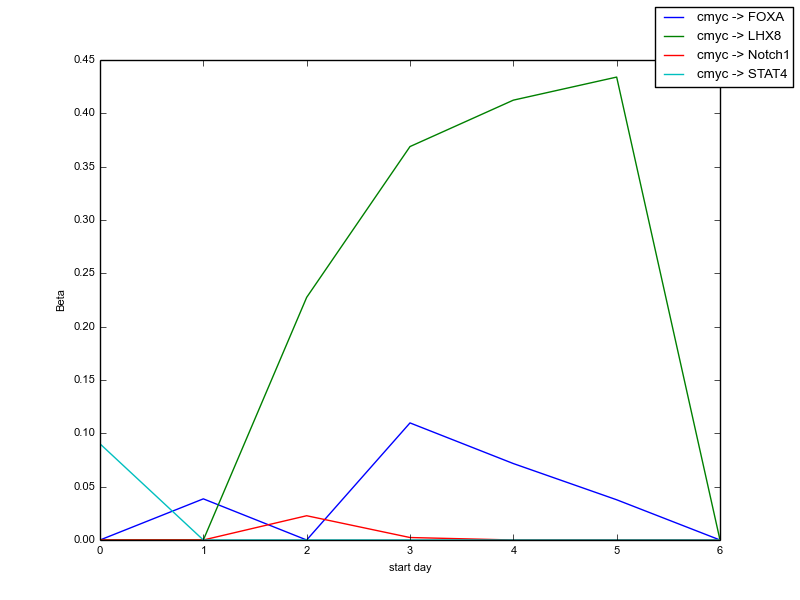 cmyc -> FOXA
cmyc -> LHX8
cmyc -> Notch1
cmyc -> STAT4
0.45
0.40
0.35
0.30
0.25
0.20
0.15
0.10
0.05
0.00
Beta
0 1 2 3 4 5 6
start day